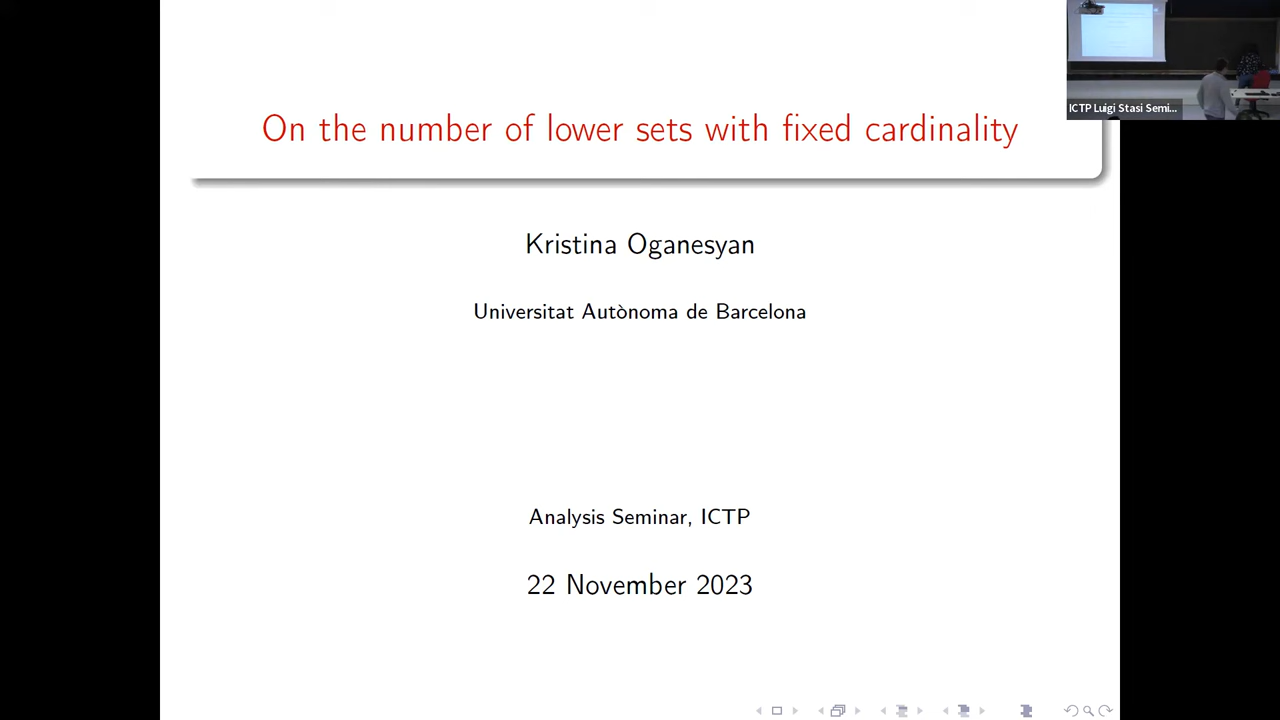 On the number of lower sets with fixed cardinality
ICTP Luigi Stasi Semi...
Kristina Oganesyan
Universitat Autònoma de Barcelona
Analysis Seminar, ICTP
22 November 2023